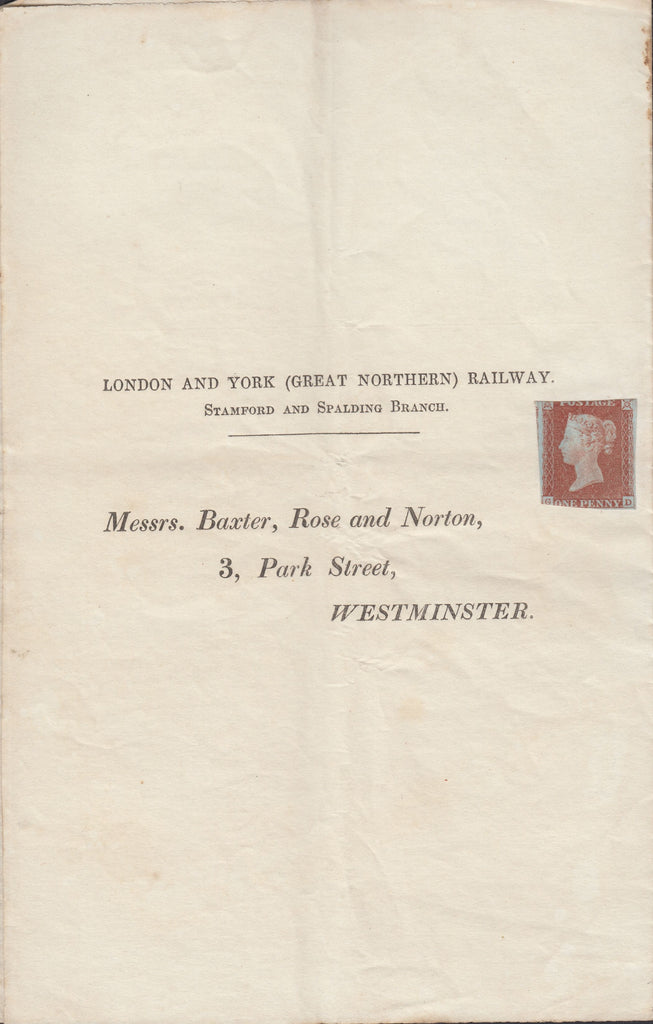 LONDON AND YORK (GREAT NORTHERN) RAILWAY.
STAMFORD AND SPALDING BRANCH.
POSTAGE
G ONE PENNY D
Messrs. Baxter, Rose and Norton,
3, Park Street,
WESTMINSTER.